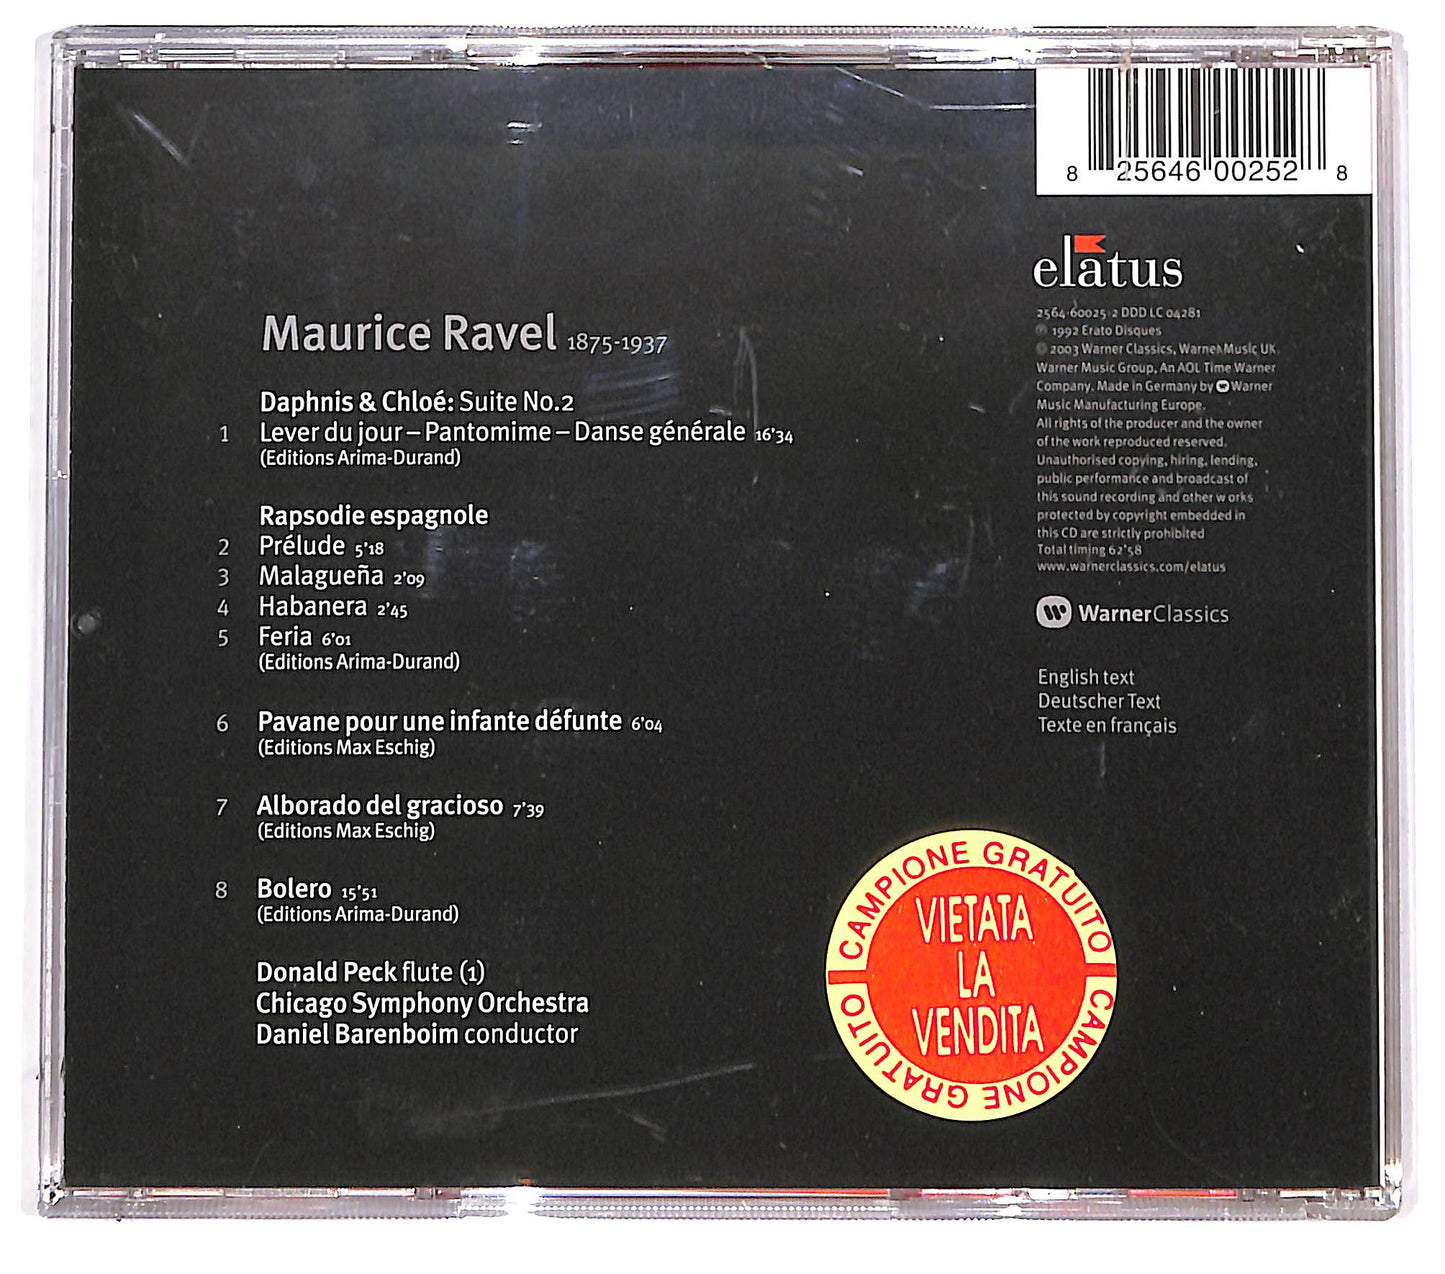 8 25646 00252 8
elatus
2564-60025-2 DDD LC 04281
℗ 1992 Erato Disques
© 2003 Warner Classics, Warner Music UK
Warner Music Group, An AOL Time Warner
Company. Made in Germany by Warner
Music Manufacturing Europe.
All rights of the producer and the owner
of the work reproduced reserved.
Unauthorised copying, hiring, lending,
public performance and broadcast of
this sound recording and other works
protected by copyright embedded in
this CD are strictly prohibited
Total timing 62'58
www.warnerclassics.com/elatus
WarnerClassics
English text
Deutscher Text
Texte en français
Maurice Ravel 1875-1937
Daphnis & Chloé: Suite No.2
1 Lever du jour – Pantomime – Danse générale 16'34
(Editions Arima-Durand)
Rapsodie espagnole
2 Prélude 5'18
3 Malagueña 2'09
4 Habanera 2'45
5 Feria 6'01
(Editions Arima-Durand)
6 Pavane pour une infante défunte 6'04
(Editions Max Eschig)
7 Alborado del gracioso 7'39
(Editions Max Eschig)
8 Bolero 15'51
(Editions Arima-Durand)
Donald Peck flute (1)
Chicago Symphony Orchestra
Daniel Barenboim conductor
CAMPIONE GRATUITO
VIETATA
LA
VENDITA
CAMPIONE GRATUITO